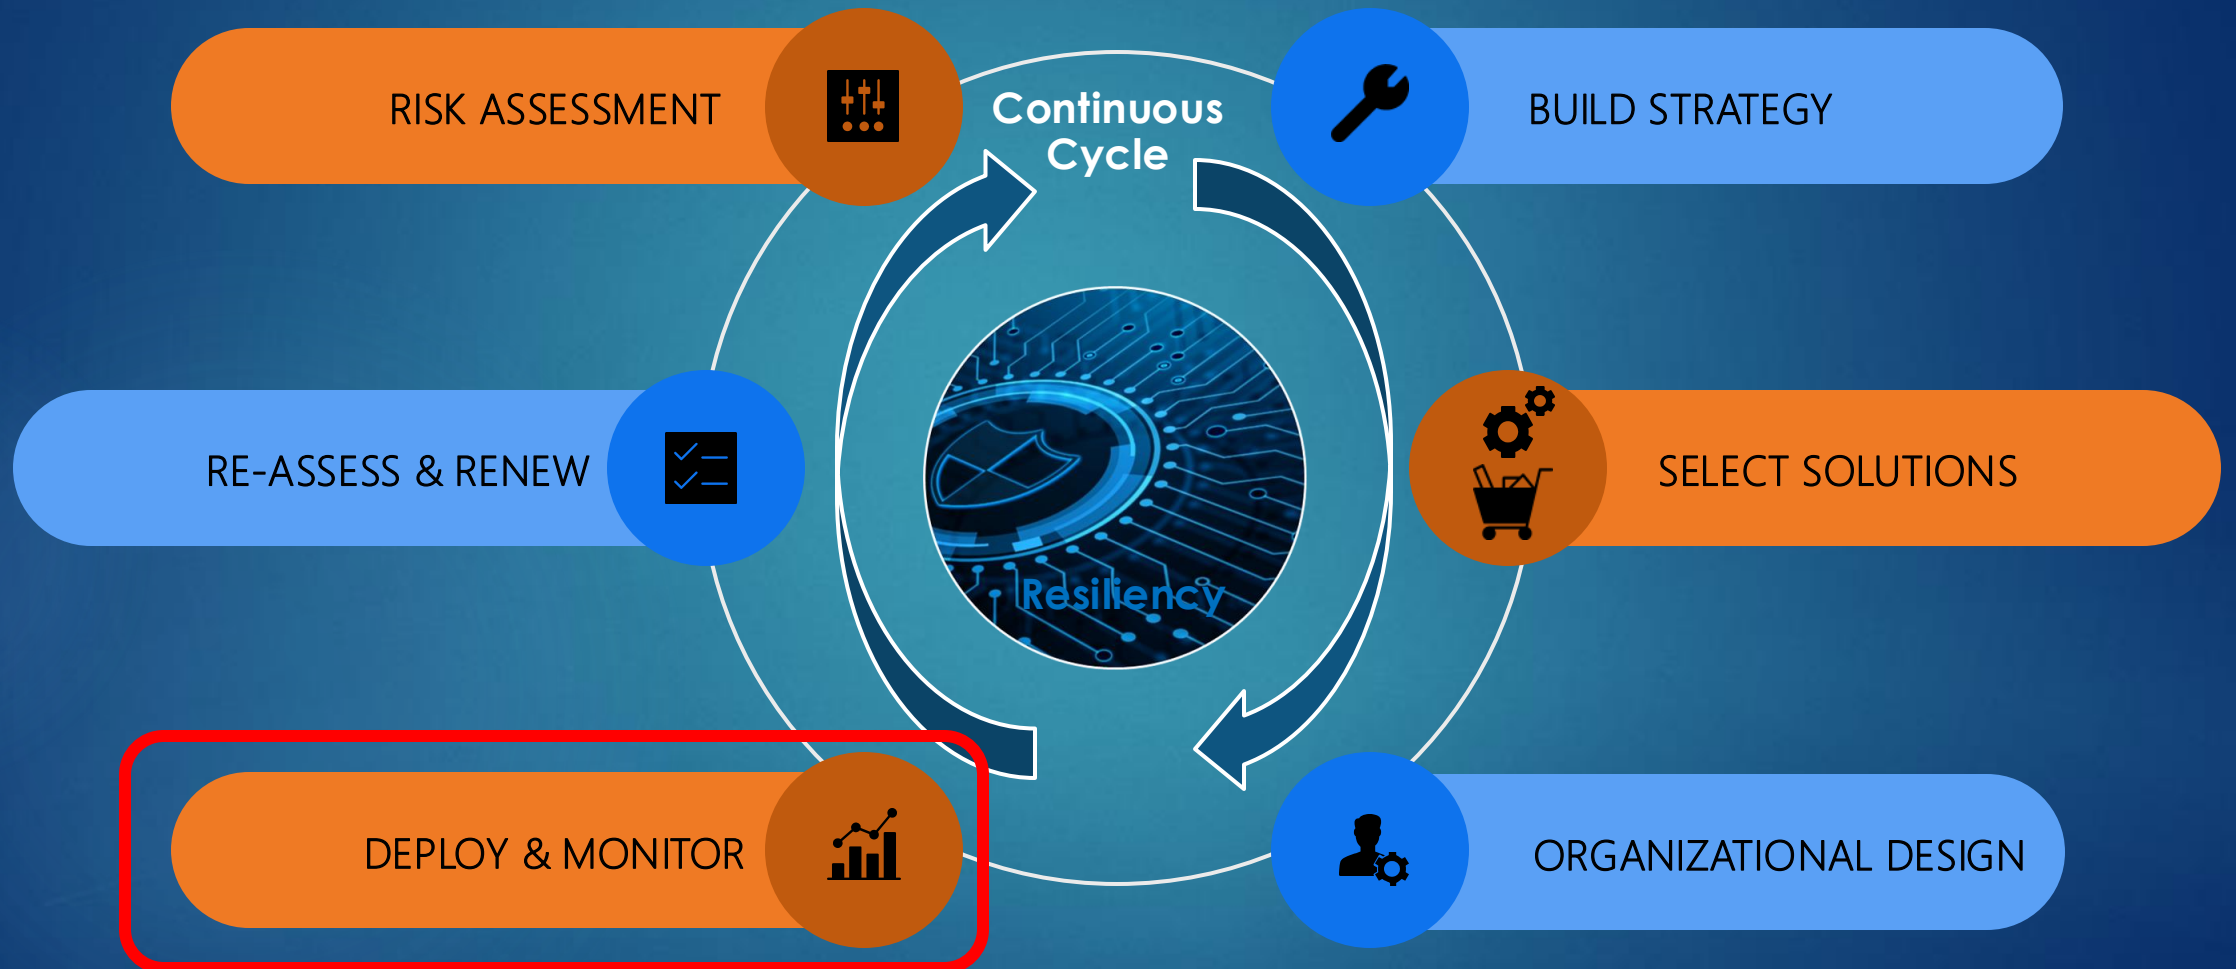 RISK ASSESSMENT
Continuous
Cycle
BUILD STRATEGY
RE-ASSESS & RENEW
SELECT SOLUTIONS
Resiliency
DEPLOY & MONITOR
ORGANIZATIONAL DESIGN